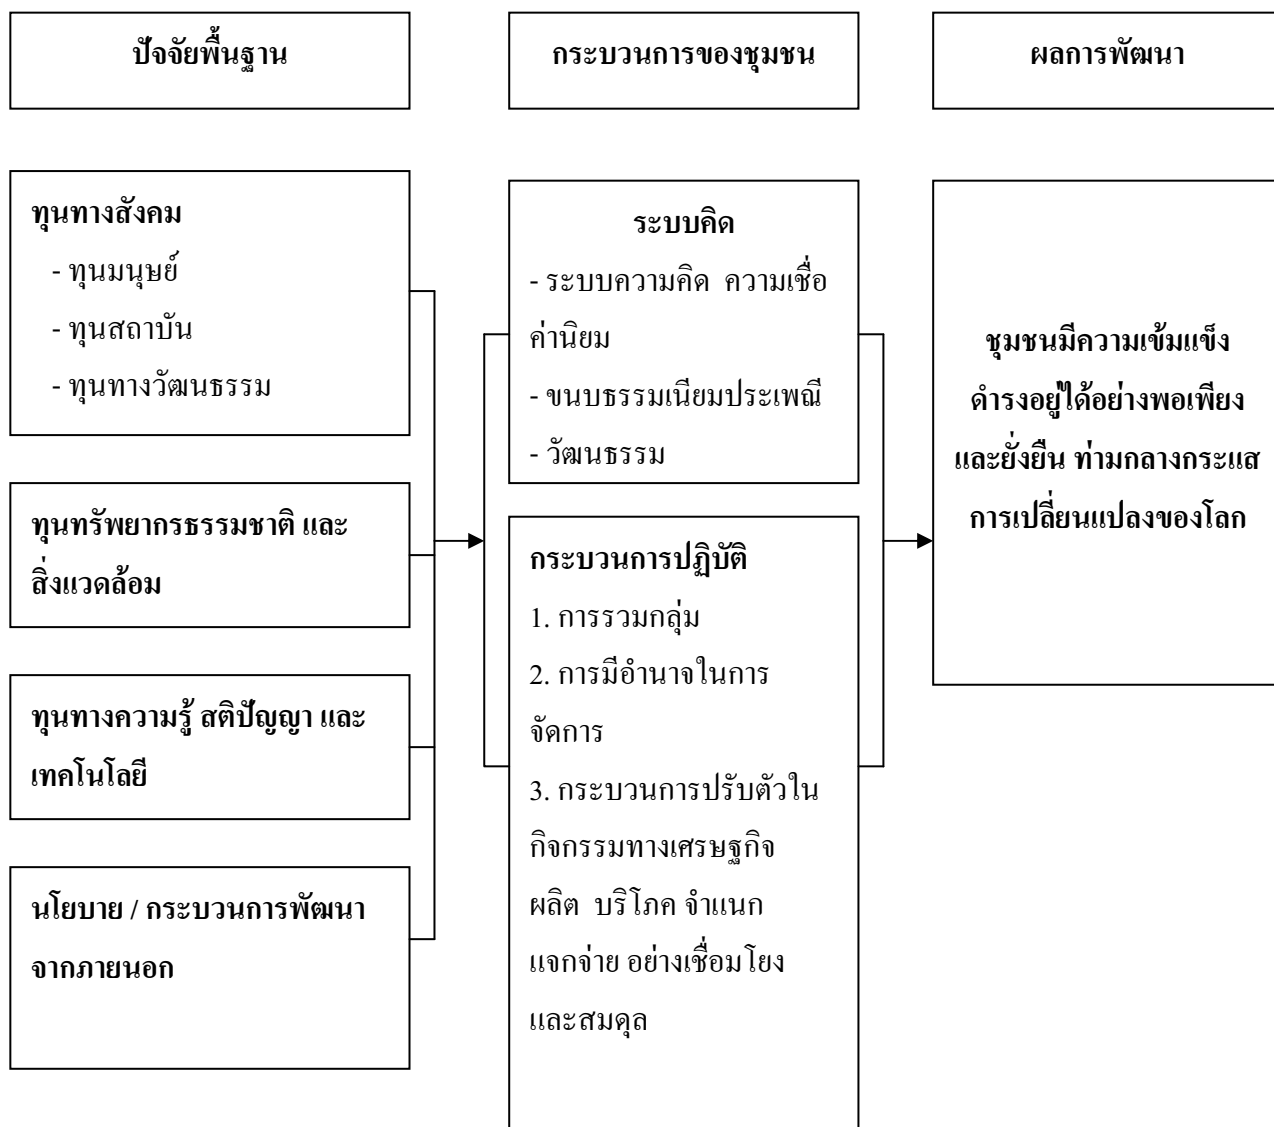 ปัจจัยพื้นฐาน
กระบวนการของชุมชน
ผลการพัฒนา
ทุนทางสังคม
- ทุนมนุษย์
- ทุนสถาบัน
- ทุนทางวัฒนธรรม
ทุนทรัพยากรธรรมชาติ และ
สิ่งแวดล้อม
ทุนทางความรู้ สติปัญญา และ
เทคโนโลยี
นโยบาย / กระบวนการพัฒนา
จากภายนอก
ระบบคิด
- ระบบความคิด ความเชื่อ
ค่านิยม
- ขนบธรรมเนียมประเพณี
- วัฒนธรรม
กระบวนการปฏิบัติ
1. การรวมกลุ่ม
2. การมีอำนาจในการ
จัดการ
3. กระบวนการปรับตัวใน
กิจกรรมทางเศรษฐกิจ
ผลิต บริโภค จำแนก
แจกจ่าย อย่างเชื่อมโยง
และสมดุล
ชุมชนมีความเข้มแข็ง
ดำรงอยู่ได้อย่างพอเพียง
และยั่งยืน ท่ามกลางกระแส
การเปลี่ยนแปลงของโลก